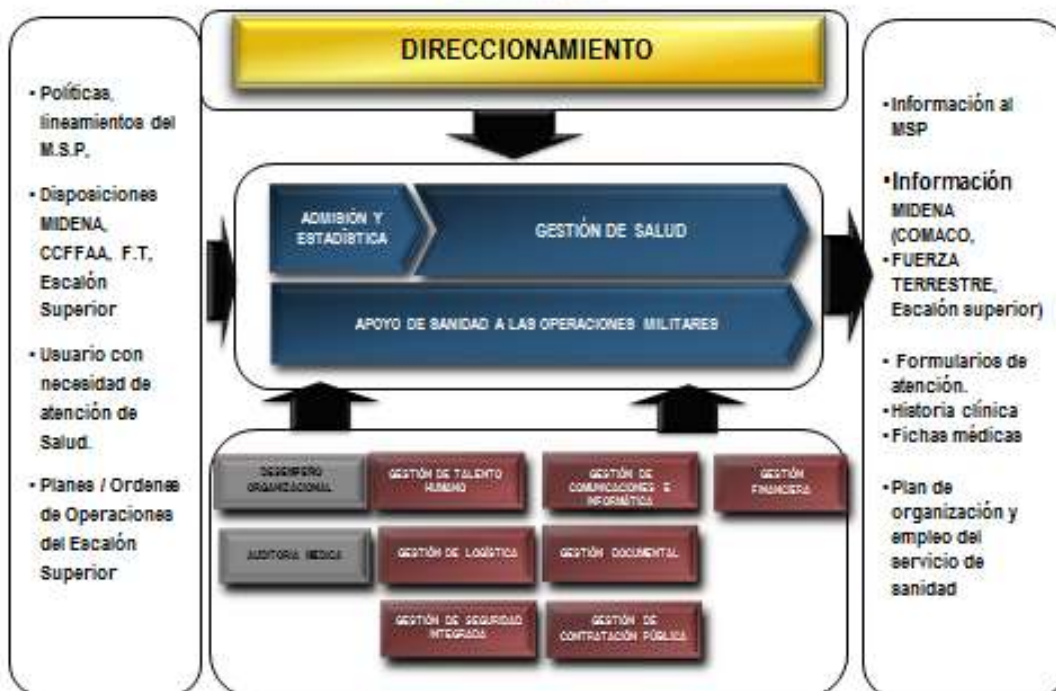 DIRECCIONAMIENTO
• Políticas,
lineamientos del
M.S.P,
• Disposiciones
MIDENA,
CCFFAA, F.T,
Escalón
Superior
• Usuario con
necesidad de
atención de
Salud.
• Planes / Ordenes
de Operaciones
del Escalón
Superior
ADMISIÓN Y
ESTADÍSTICA
GESTIÓN DE SALUD
APOYO DE SANIDAD A LAS OPERACIONES MILITARES
DESEMPEÑO
ORGANIZACIONAL
GESTIÓN DE TALENTO
HUMANO
GESTIÓN DE
COMUNICACIONES E
INFORMÁTICA
GESTIÓN
FINANCIERA
AUDITORIA MEDICA
GESTIÓN DE LOGÍSTICA
GESTIÓN DOCUMENTAL
GESTIÓN DE SEGURIDAD
INTEGRADA
GESTIÓN DE
CONTRATACIÓN PÚBLICA
• Información al
MSP
• Información
MIDENA
(COMACO,
• FUERZA
TERRESTRE,
Escalón superior)
• Formularios de
atención.
• Historia clínica
• Fichas médicas
• Plan de
organización y
empleo del
servicio de
sanidad